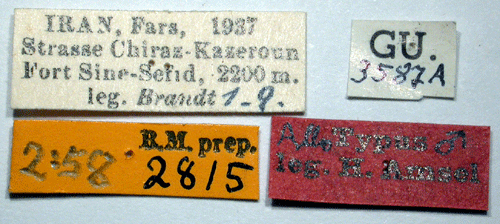 IRAN, Fars, 1937
Strasse Chiraz-Kazeroun
Fort Sine-Sefid, 2200 m.
leg. Brandt 1-9.
GU.
3587A
2:58. R.M. prep.
2815
Typus ♂
leg. H. Amsel